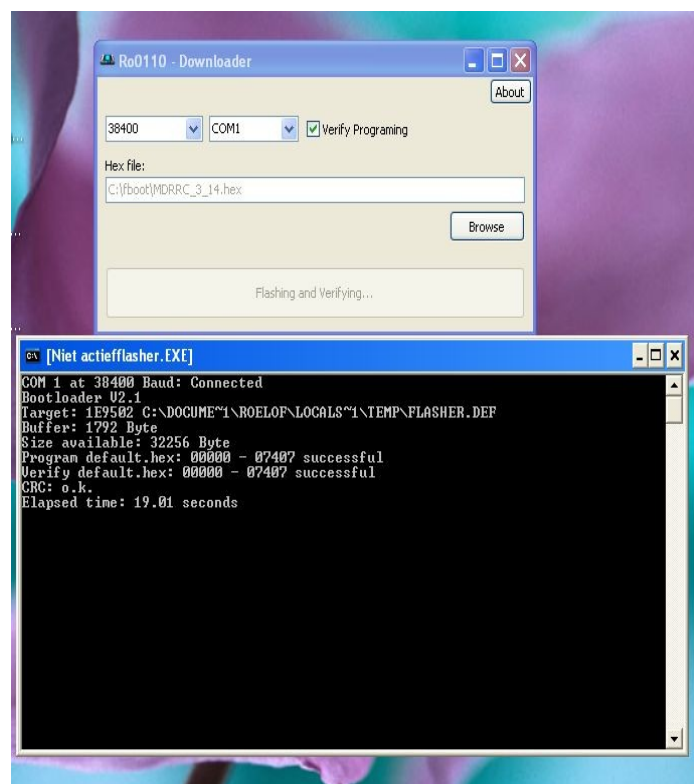 Ro0110 - Downloader
About
38400 COM1 Verify Programing
Hex file:
C:\fboot\MDRRC_3_14.hex
Browse
Flashing and Verifying...
[Niet actiefflasher.EXE]
COM 1 at 38400 Baud: Connected
Bootloader V2.1
Target: 1E9502 C:\DOCUME~1\ROELOF\LOCALS~1\TEMP\FLASHER.DEF
Buffer: 1792 Byte
Size available: 32256 Byte
Program default.hex: 00000 - 07407 successful
Verify default.hex: 00000 - 07407 successful
CRC: o.k.
Elapsed time: 19.01 seconds